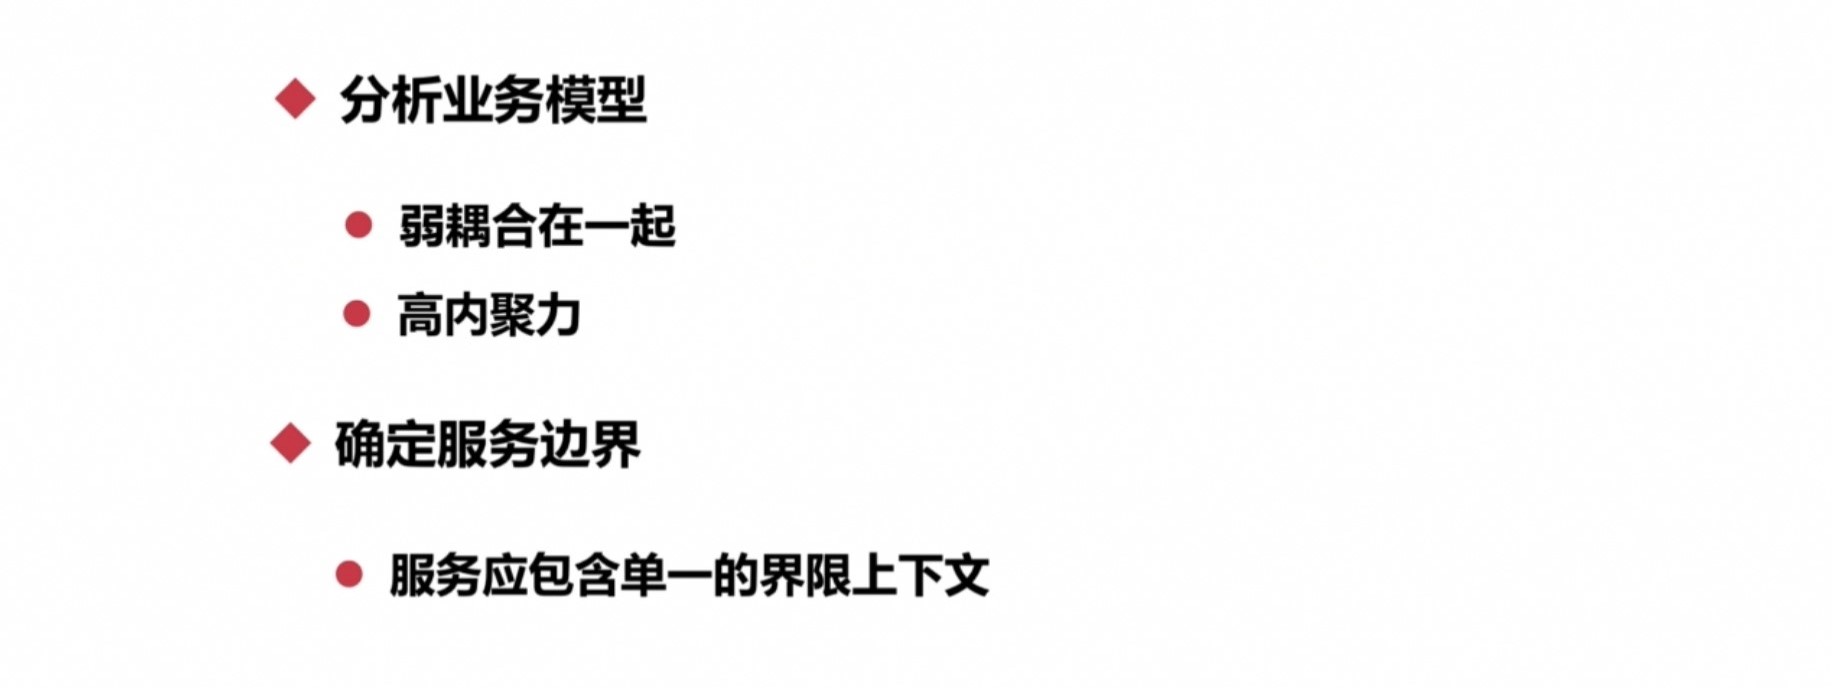 分析业务模型
弱耦合在一起
高内聚力
确定服务边界
服务应包含单一的界限上下文